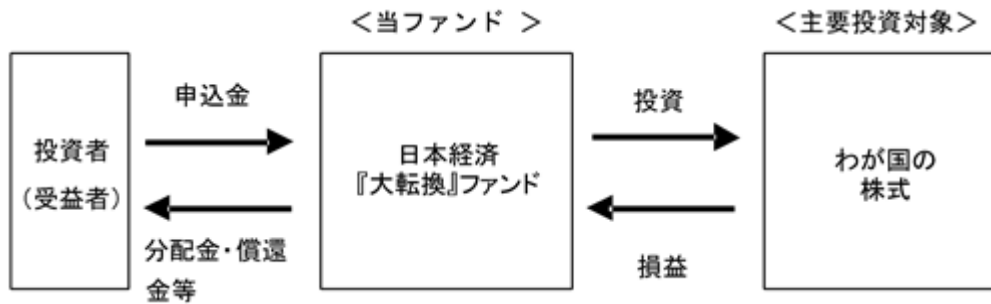 ＜当ファンド ＞
＜主要投資対象＞
申込金
投資
投資者
（受益者）
日本経済
『大転換』ファンド
わが国の
株式
分配金・償還
金等
損益